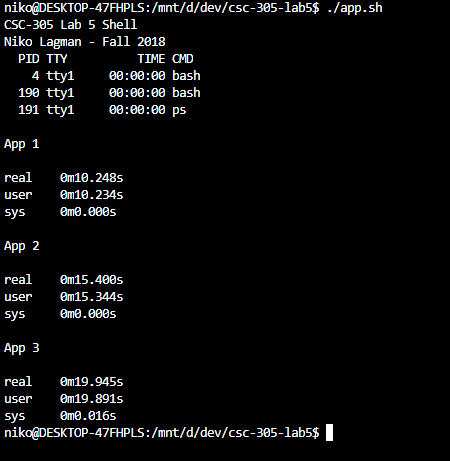 niko@DESKTOP-47FHPLS:/mnt/d/dev/csc-305-lab5$ ./app.sh
CSC-305 Lab 5 Shell
Niko Lagman - Fall 2018
  PID TTY          TIME CMD
    4 tty1     00:00:00 bash
  190 tty1     00:00:00 bash
  191 tty1     00:00:00 ps
App 1
real    0m10.248s
user    0m10.234s
sys     0m0.000s
App 2
real    0m15.400s
user    0m15.344s
sys     0m0.000s
App 3
real    0m19.945s
user    0m19.891s
sys     0m0.016s
niko@DESKTOP-47FHPLS:/mnt/d/dev/csc-305-lab5$